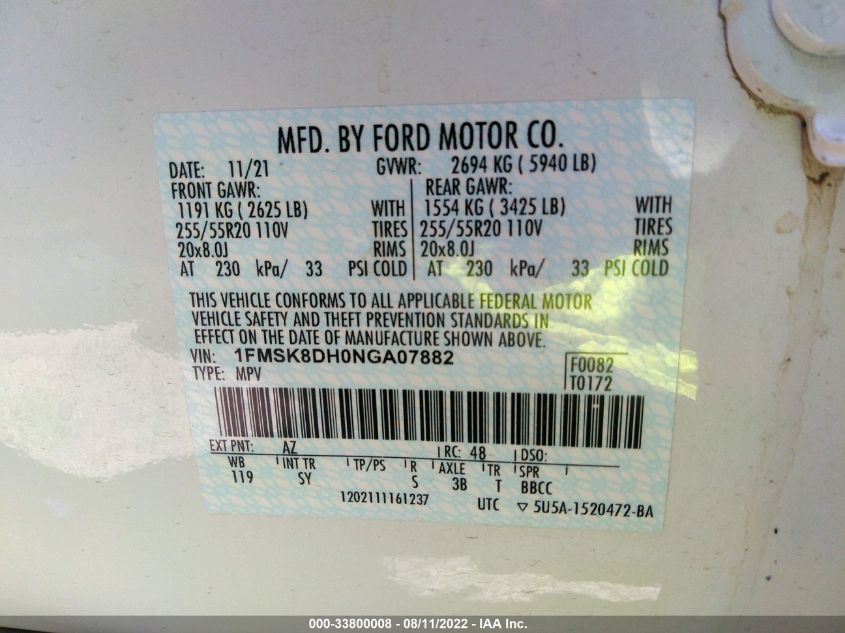 MFD. BY FORD MOTOR CO.
DATE: 11/21 GVWR: 2694 KG ( 5940 LB)
FRONT GAWR: REAR GAWR:
1191 KG ( 2625 LB) WITH 1554 KG ( 3425 LB) WITH
255/55R20 110V TIRES 255/55R20 110V TIRES
20x8.0J RIMS 20x8.0J RIMS
AT 230 kPa/ 33 PSI COLD AT 230 kPa/ 33 PSI COLD
THIS VEHICLE CONFORMS TO ALL APPLICABLE FEDERAL MOTOR
VEHICLE SAFETY AND THEFT PREVENTION STANDARDS IN
EFFECT ON THE DATE OF MANUFACTURE SHOWN ABOVE.
VIN: 1FMSK8DH0NGA07882 F0082
TYPE: MPV T0172
EXT PNT: AZ RC: 48 DSO:
WB INT TR TP/PS R AXLE TR SPR
119 SY S 3B T BBCC
1202111161237 UTC ▽ 5U5A-1520472-BA
000-33800008 - 08/11/2022 - IAA Inc.